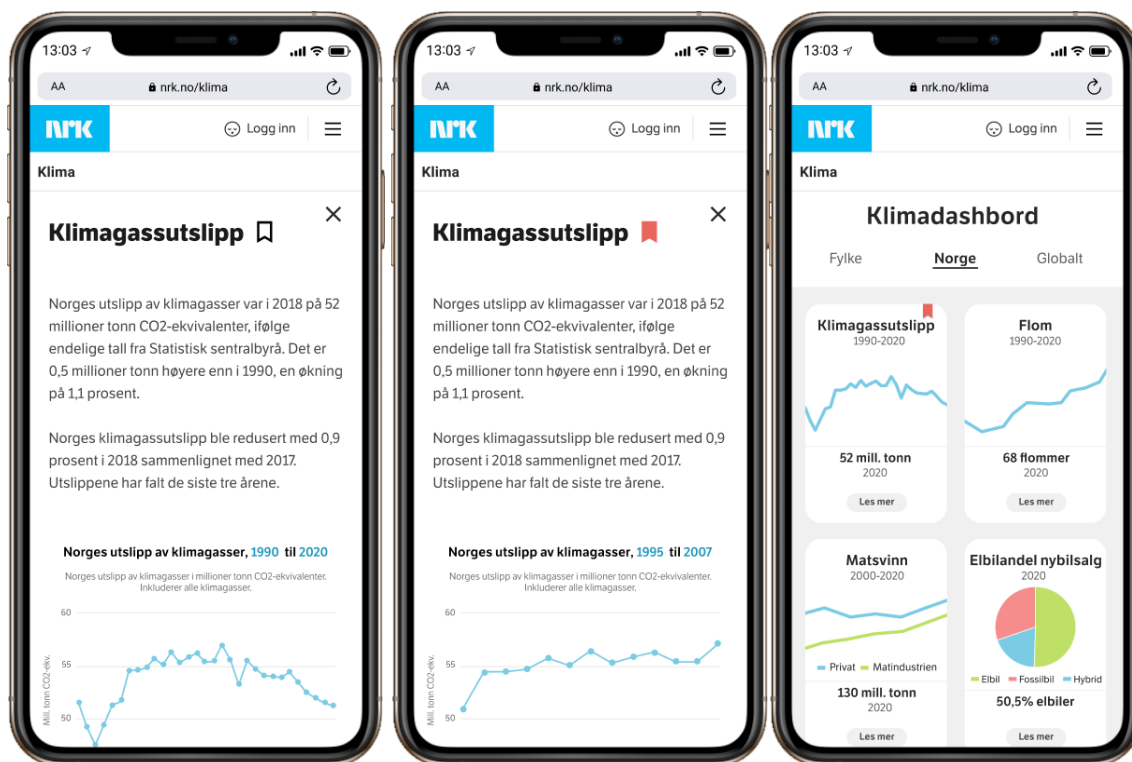 13:03
AA
nrk.no/klima
nrk
Logg inn
Klima
Klimagassutslipp
Norges utslipp av klimagasser var i 2018 på 52
millioner tonn CO2-ekvivalenter, ifølge
endelige tall fra Statistisk sentralbyrå. Det er
0,5 millioner tonn høyere enn i 1990, en økning
på 1,1 prosent.
Norges klimagassutslipp ble redusert med 0,9
prosent i 2018 sammenlignet med 2017.
Utslippene har falt de siste tre årene.
Norges utslipp av klimagasser, 1990 til 2020
Norges utslipp av klimagasser i millioner tonn CO2-ekvivalenter.
Inkluderer alle klimagasser.
60
55
50
Mill. tonn CO2-ekv.
13:03
AA
nrk.no/klima
nrk
Logg inn
Klima
Klimagassutslipp
Norges utslipp av klimagasser var i 2018 på 52
millioner tonn CO2-ekvivalenter, ifølge
endelige tall fra Statistisk sentralbyrå. Det er
0,5 millioner tonn høyere enn i 1990, en økning
på 1,1 prosent.
Norges klimagassutslipp ble redusert med 0,9
prosent i 2018 sammenlignet med 2017.
Utslippene har falt de siste tre årene.
Norges utslipp av klimagasser, 1995 til 2007
Norges utslipp av klimagasser i millioner tonn CO2-ekvivalenter.
Inkluderer alle klimagasser.
60
55
50
Mill. tonn CO2-ekv.
13:03
AA
nrk.no/klima
nrk
Logg inn
Klima
Klimadashbord
Fylke Norge Globalt
Klimagassutslipp
1990-2020
52 mill. tonn
2020
Les mer
Flom
1990-2020
68 flommer
2020
Les mer
Matsvinn
2000-2020
Privat Matindustrien
130 mill. tonn
2020
Les mer
Elbilandel nybilsalg
2020
Elbil Fossilbil Hybrid
50,5% elbiler
Les mer